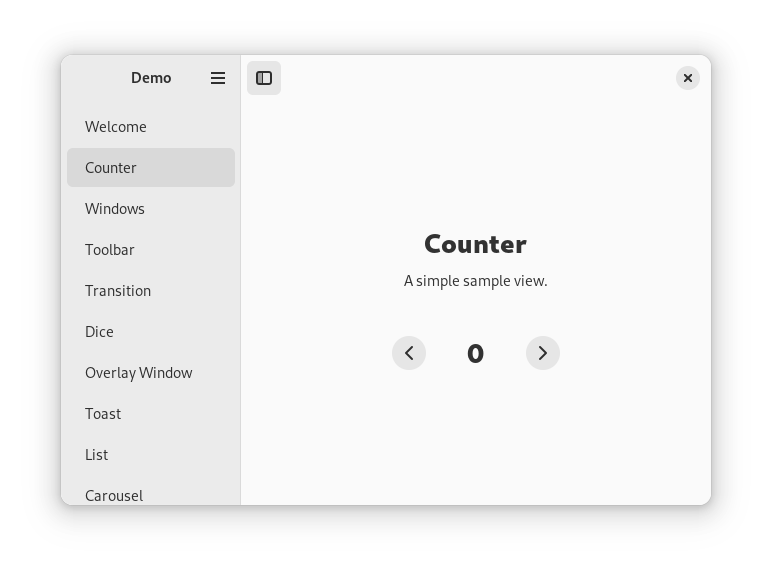 Demo
Welcome
Counter
Windows
Toolbar
Transition
Dice
Overlay Window
Toast
List
Carousel
Counter
A simple sample view.
0